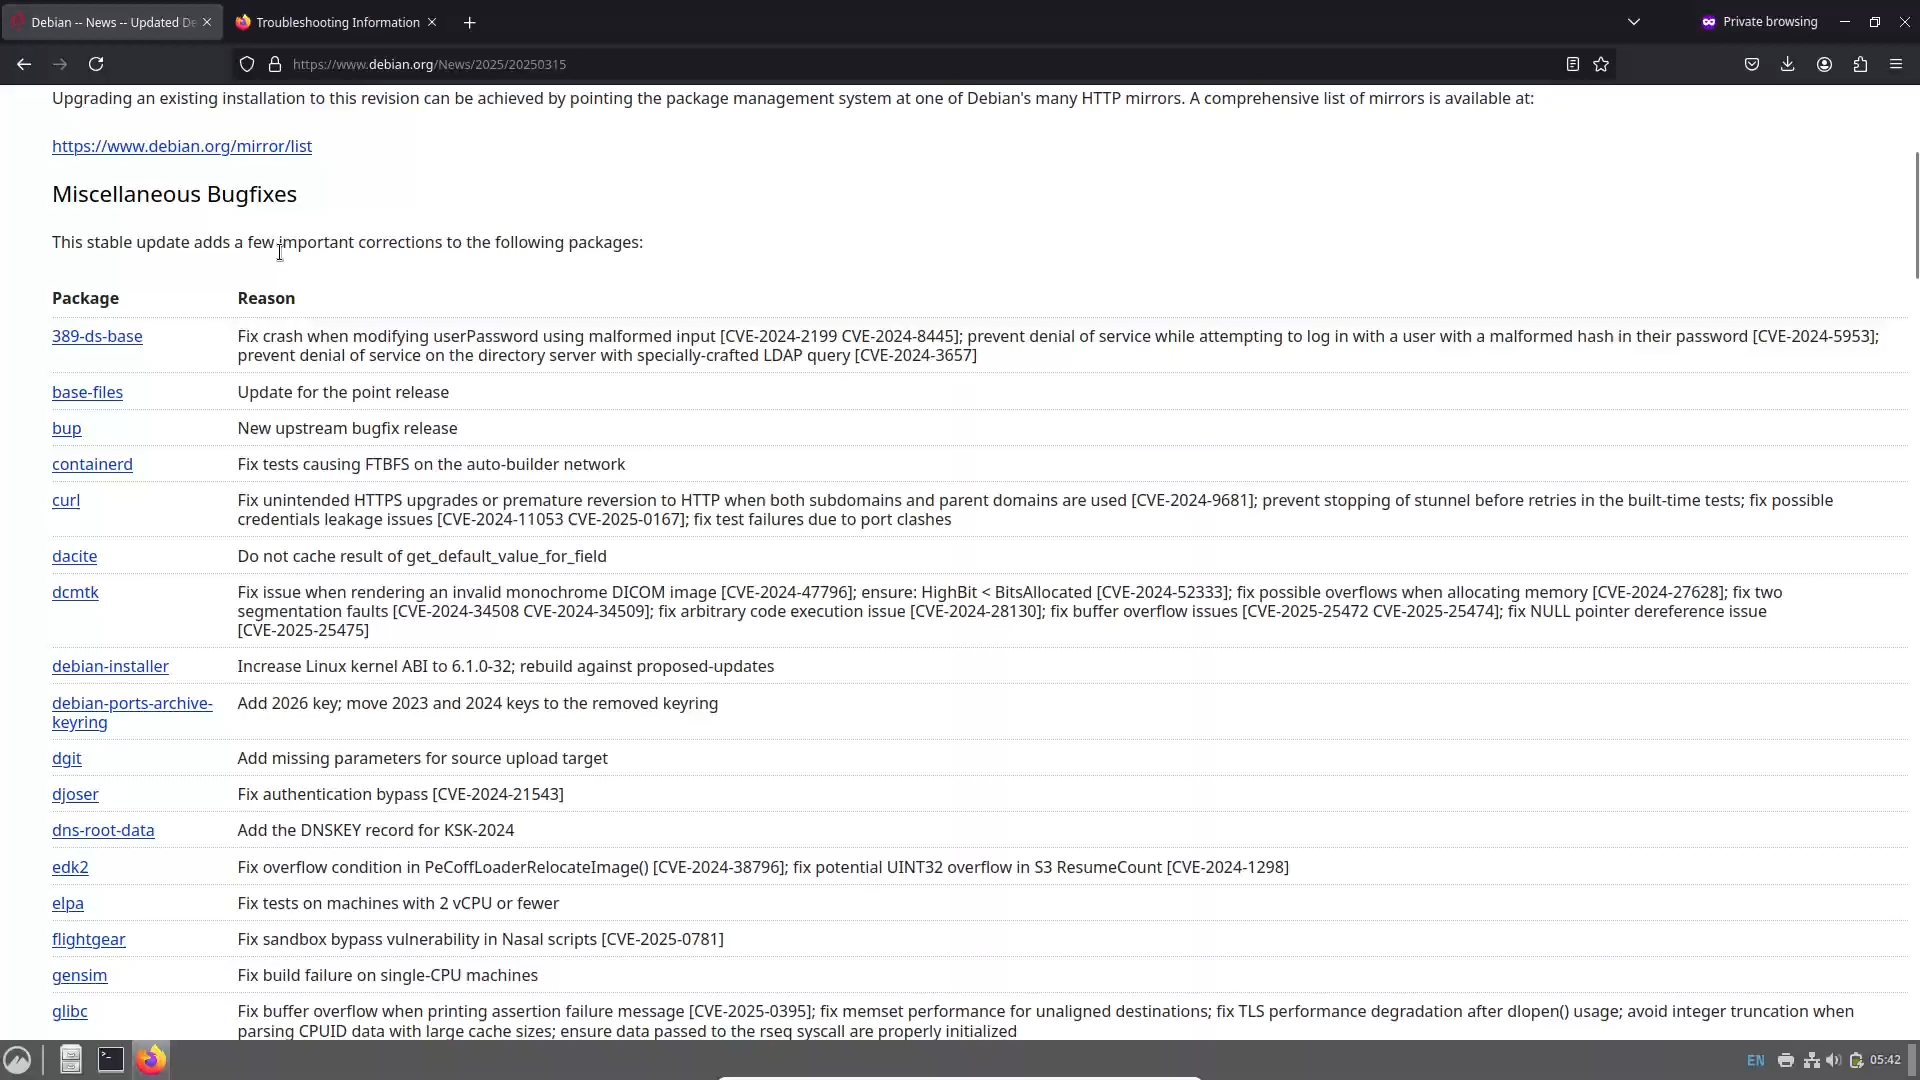 Debian -- News -- Updated De
Troubleshooting Information
Private browsing
https://www.debian.org/News/2025/20250315
Upgrading an existing installation to this revision can be achieved by pointing the package management system at one of Debian's many HTTP mirrors. A comprehensive list of mirrors is available at:
https://www.debian.org/mirror/list
Miscellaneous Bugfixes
This stable update adds a few important corrections to the following packages:
Package Reason
389-ds-base Fix crash when modifying userPassword using malformed input [CVE-2024-2199 CVE-2024-8445]; prevent denial of service while attempting to log in with a user with a malformed hash in their password [CVE-2024-5953];
prevent denial of service on the directory server with specially-crafted LDAP query [CVE-2024-3657]
base-files Update for the point release
bup New upstream bugfix release
containerd Fix tests causing FTBFS on the auto-builder network
curl Fix unintended HTTPS upgrades or premature reversion to HTTP when both subdomains and parent domains are used [CVE-2024-9681]; prevent stopping of stunnel before retries in the built-time tests; fix possible
credentials leakage issues [CVE-2024-11053 CVE-2025-0167]; fix test failures due to port clashes
dacite Do not cache result of get_default_value_for_field
dcmtk Fix issue when rendering an invalid monochrome DICOM image [CVE-2024-47796]; ensure: HighBit < BitsAllocated [CVE-2024-52333]; fix possible overflows when allocating memory [CVE-2024-27628]; fix two
segmentation faults [CVE-2024-34508 CVE-2024-34509]; fix arbitrary code execution issue [CVE-2024-28130]; fix buffer overflow issues [CVE-2025-25472 CVE-2025-25474]; fix NULL pointer dereference issue
[CVE-2025-25475]
debian-installer Increase Linux kernel ABI to 6.1.0-32; rebuild against proposed-updates
debian-ports-archive- Add 2026 key; move 2023 and 2024 keys to the removed keyring
keyring
dgit Add missing parameters for source upload target
djoser Fix authentication bypass [CVE-2024-21543]
dns-root-data Add the DNSKEY record for KSK-2024
edk2 Fix overflow condition in PeCoffLoaderRelocateImage() [CVE-2024-38796]; fix potential UINT32 overflow in S3 ResumeCount [CVE-2024-1298]
elpa Fix tests on machines with 2 vCPU or fewer
flightgear Fix sandbox bypass vulnerability in Nasal scripts [CVE-2025-0781]
gensim Fix build failure on single-CPU machines
glibc Fix buffer overflow when printing assertion failure message [CVE-2025-0395]; fix memset performance for unaligned destinations; fix TLS performance degradation after dlopen() usage; avoid integer truncation when
parsing CPUID data with large cache sizes; ensure data passed to the rseq syscall are properly initialized
EN 05:42